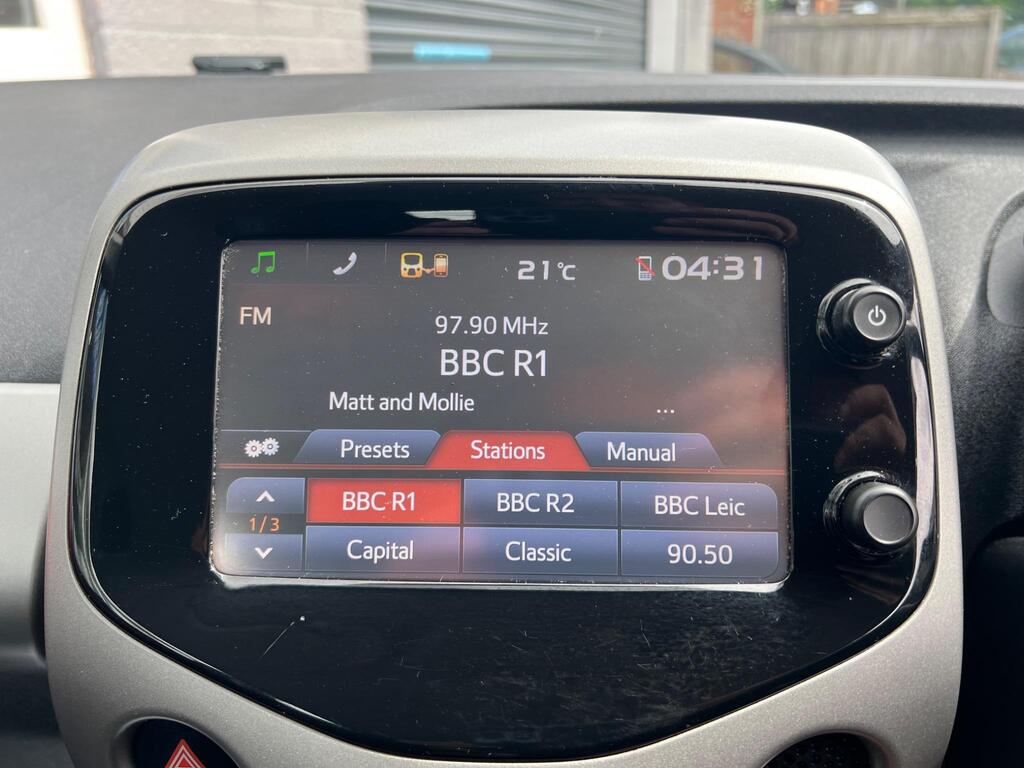 21°C 04:31
FM
97.90 MHz
BBC R1
Matt and Mollie ...
Presets Stations Manual
BBC R1 BBC R2 BBC Leic
1/3
Capital Classic 90.50